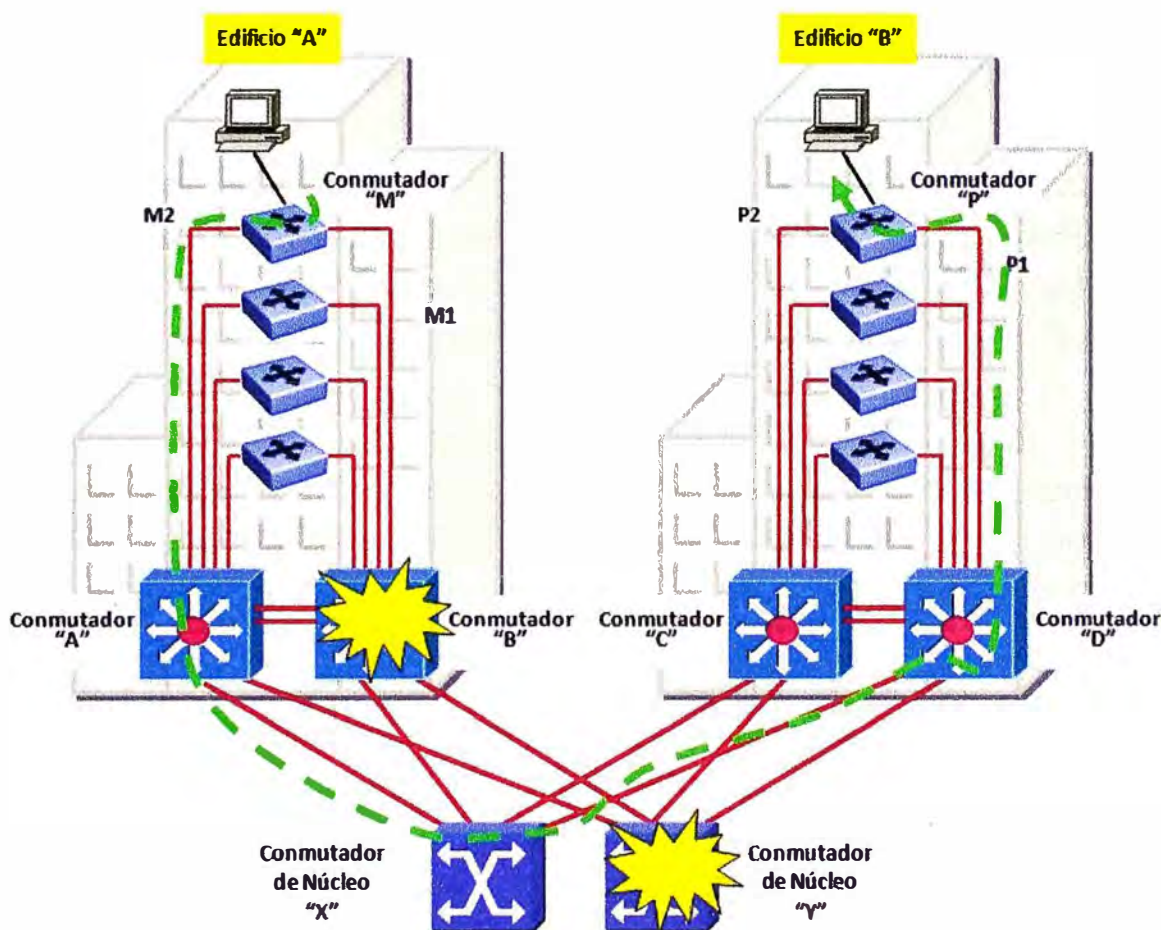 Edificio "A"
Edificio "B"
Conmutador
"M"
Conmutador
"P"
M2
P2
P1
M1
Conmutador
"A"
Conmutador
"B"
Conmutador
"C"
Conmutador
"D"
Conmutador
de Núcleo
"X"
Conmutador
de Núcleo
"Y"